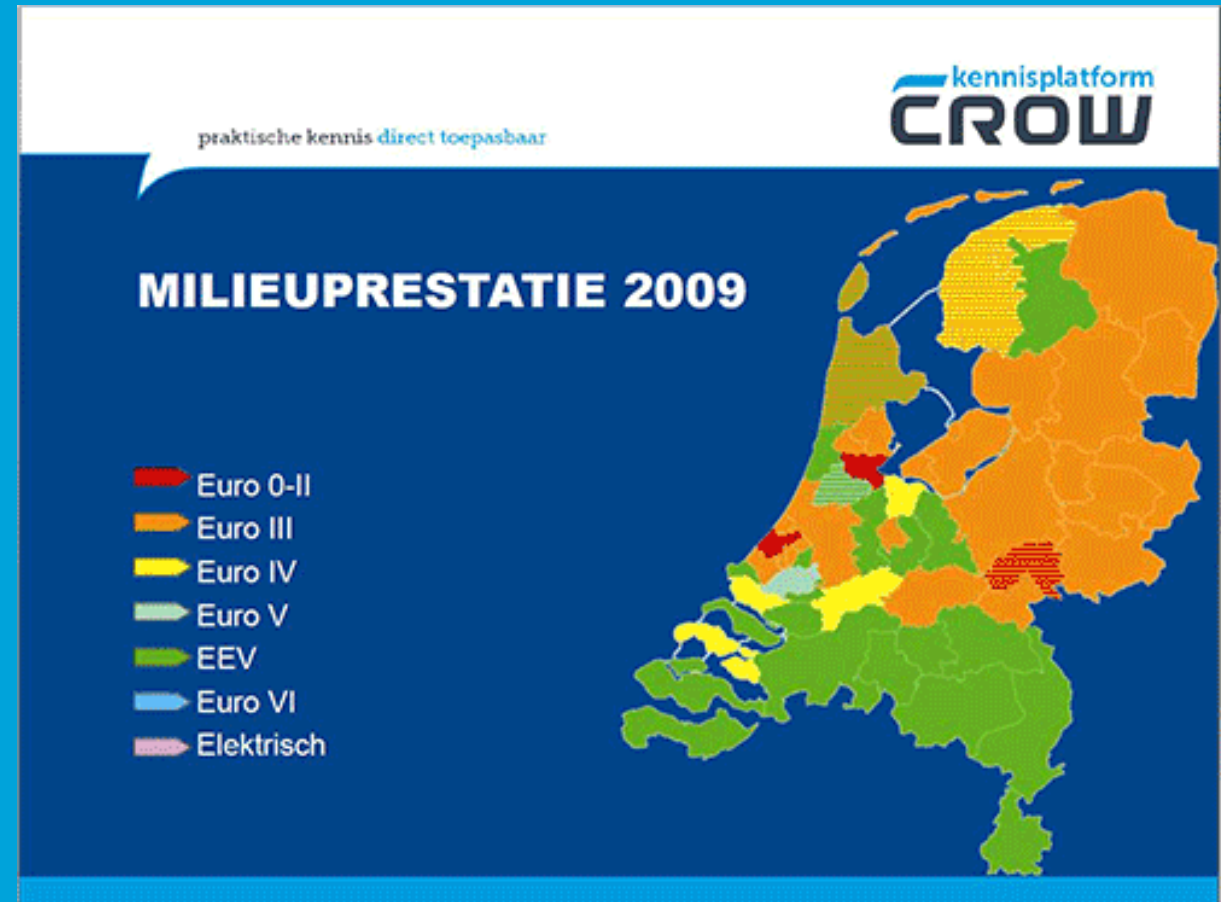 kennisplatform
CROW
praktische kennis direct toepasbaar
MILIEUPRESTATIE 2009
Euro 0-II
Euro III
Euro IV
Euro V
EEV
Euro VI
Elektrisch